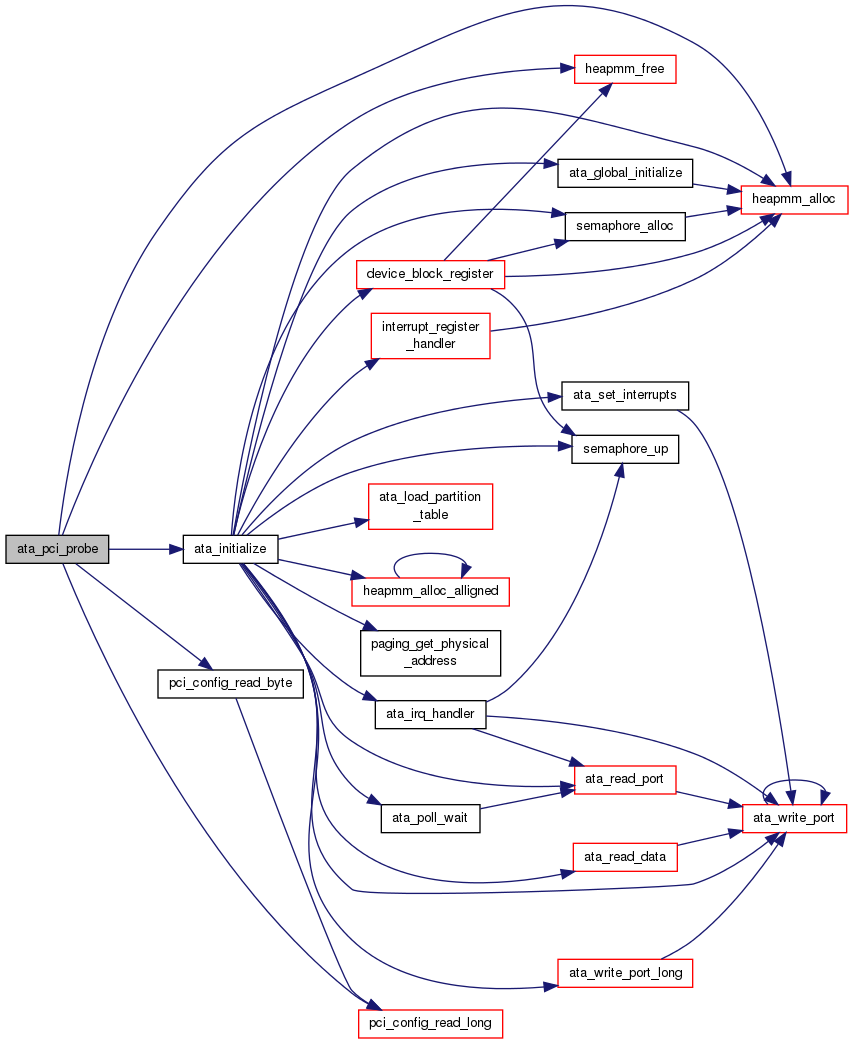 heapmm_free
ata_global_initialize
heapmm_alloc
semaphore_alloc
device_block_register
interrupt_register
_handler
ata_set_interrupts
semaphore_up
ata_load_partition
_table
ata_pci_probe
ata_initialize
heapmm_alloc_alligned
paging_get_physical
_address
pci_config_read_byte
ata_irq_handler
ata_read_port
ata_poll_wait
ata_write_port
ata_read_data
ata_write_port_long
pci_config_read_long